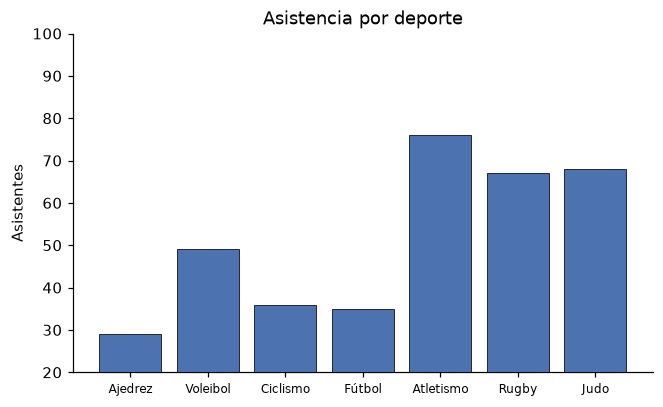 Asistencia por deporte
Asistentes
100
90
80
70
60
50
40
30
20
Ajedrez
Voleibol
Ciclismo
Fútbol
Atletismo
Rugby
Judo